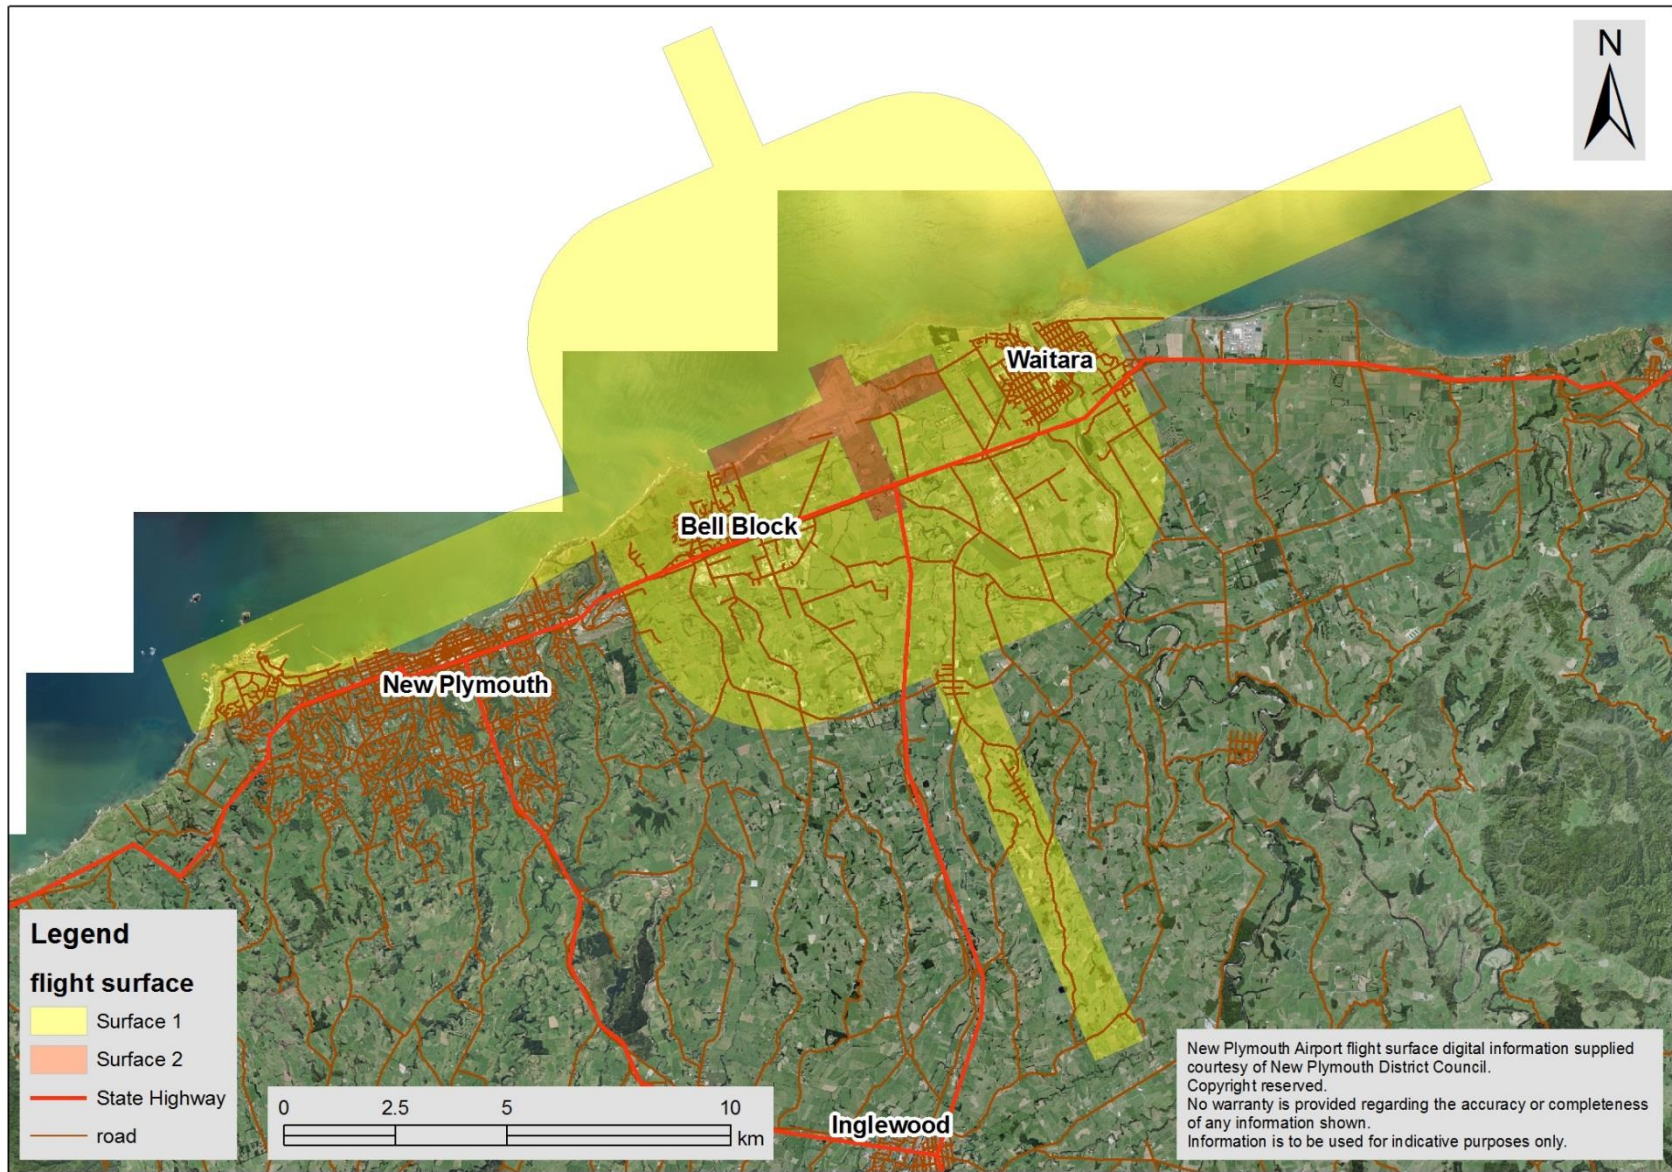 N
Waitara
Bell Block
New Plymouth
Legend
flight surface
Surface 1
Surface 2
State Highway
road
0 2.5 5 10
km
Inglewood
New Plymouth Airport flight surface digital information supplied
courtesy of New Plymouth District Council.
Copyright reserved.
No warranty is provided regarding the accuracy or completeness
of any information shown.
Information is to be used for indicative purposes only.